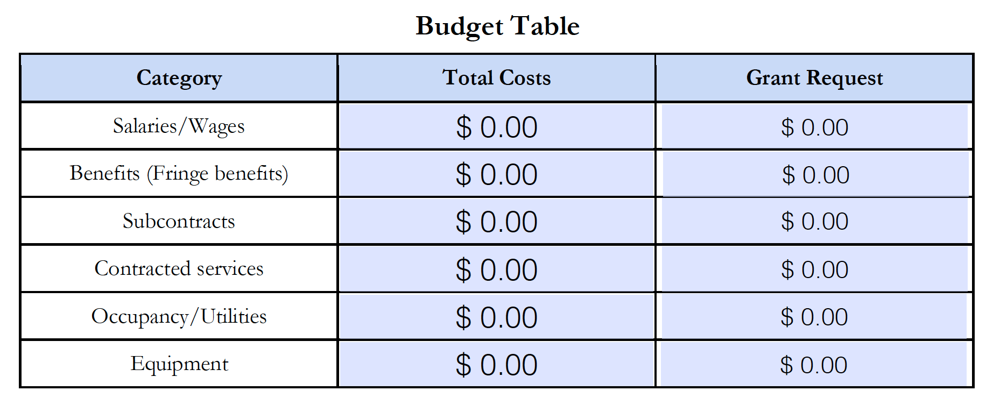 Budget Table
Category Total Costs Grant Request
Salaries/Wages $ 0.00 $ 0.00
Benefits (Fringe benefits) $ 0.00 $ 0.00
Subcontracts $ 0.00 $ 0.00
Contracted services $ 0.00 $ 0.00
Occupancy/Utilities $ 0.00 $ 0.00
Equipment $ 0.00 $ 0.00